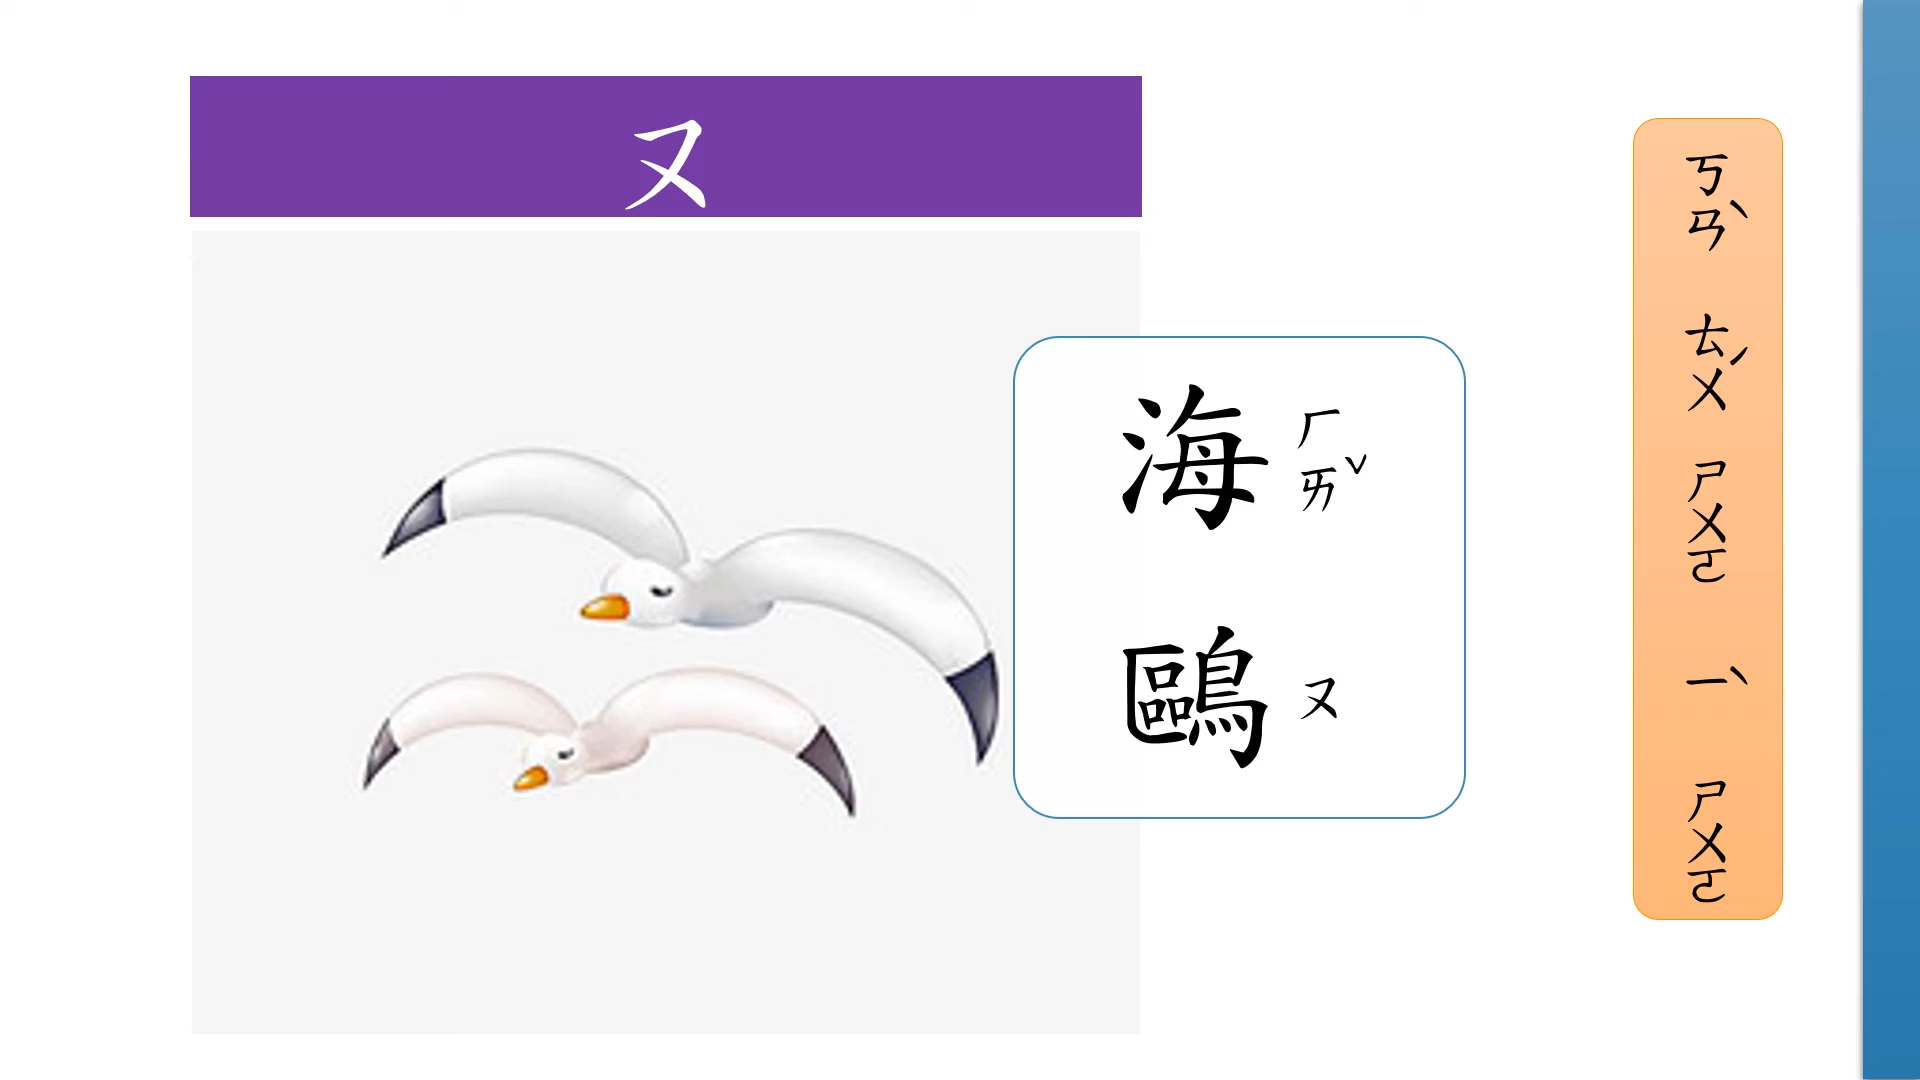 ㄡ
海 ㄏㄞˇ
鷗 ㄡ
ㄎㄢˋ ㄊㄨˊ ㄕㄨㄛ ㄧˋ ㄕㄨㄛ